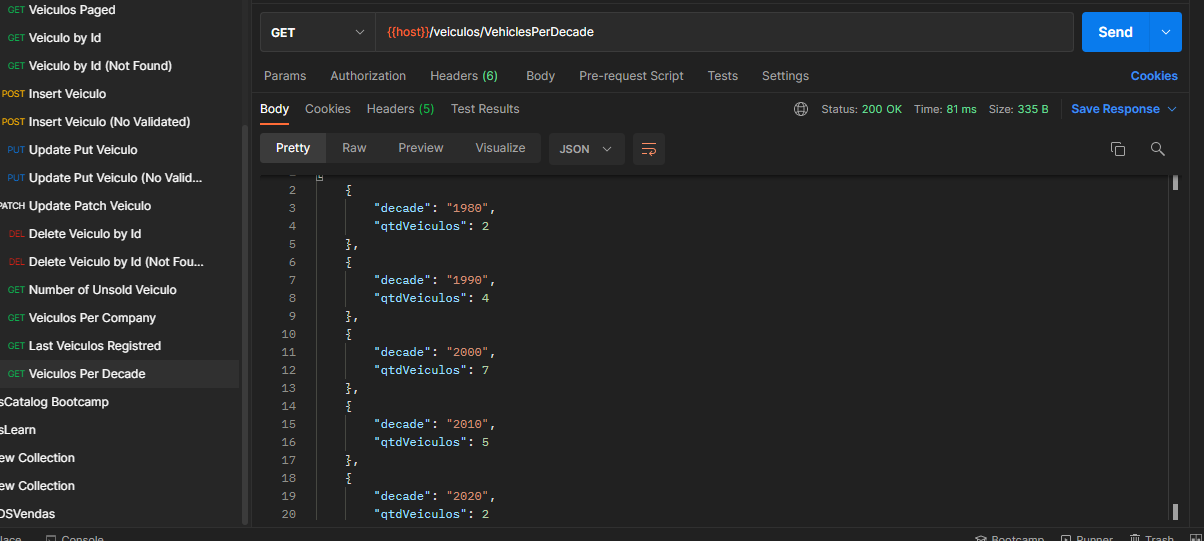 GET Veiculos Paged
GET Veiculo by Id
GET Veiculo by Id (Not Found)
POST Insert Veiculo
POST Insert Veiculo (No Validated)
PUT Update Put Veiculo
PUT Update Put Veiculo (No Valid...
PATCH Update Patch Veiculo
DEL Delete Veiculo by Id
DEL Delete Veiculo by Id (Not Fou...
GET Number of Unsold Veiculo
GET Veiculos Per Company
GET Last Veiculos Registred
GET Veiculos Per Decade
sCatalog Bootcamp
sLearn
ew Collection
ew Collection
DSVendas
GET {{host}}/veiculos/VehiclesPerDecade Send
Params Authorization Headers (6) Body Pre-request Script Tests Settings Cookies
Body Cookies Headers (5) Test Results Status: 200 OK Time: 81 ms Size: 335 B Save Response
Pretty Raw Preview Visualize JSON
2 {
3 "decade": "1980",
4 "qtdVeiculos": 2
5 },
6 {
7 "decade": "1990",
8 "qtdVeiculos": 4
9 },
10 {
11 "decade": "2000",
12 "qtdVeiculos": 7
13 },
14 {
15 "decade": "2010",
16 "qtdVeiculos": 5
17 },
18 {
19 "decade": "2020",
20 "qtdVeiculos": 2
lace Console Bootcamp Runner Trash